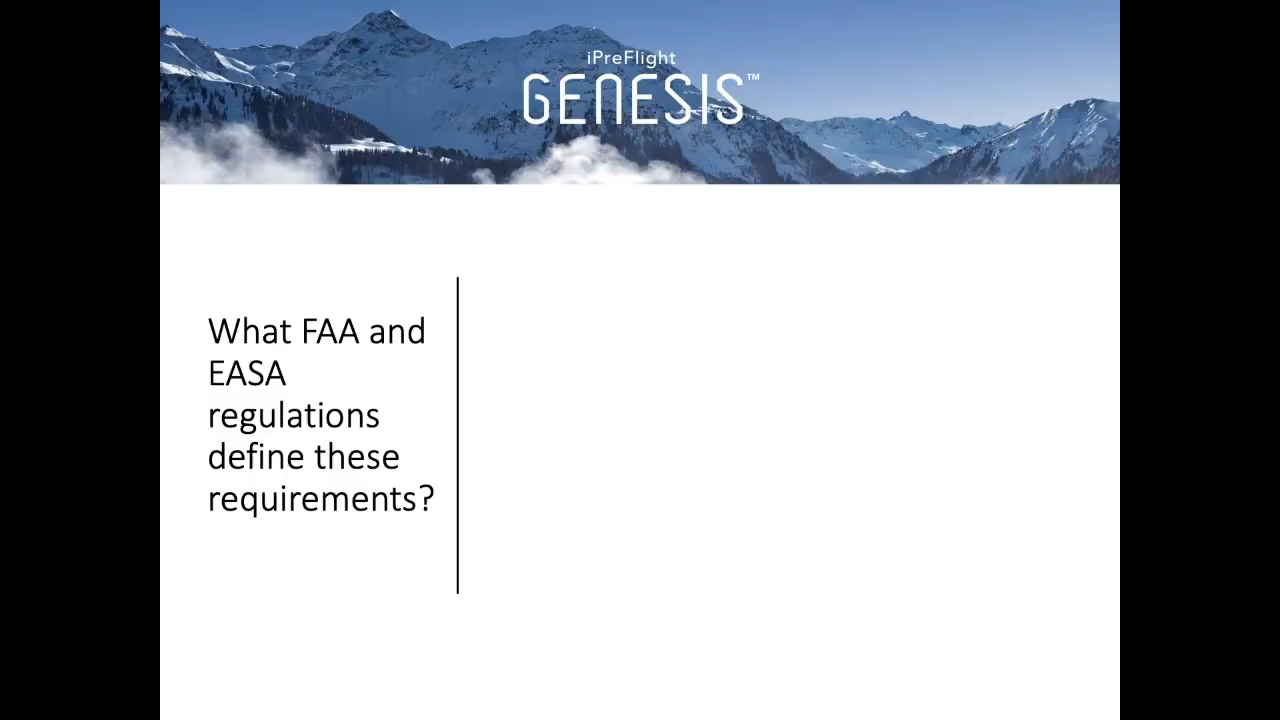 iPreFlight
GENESIS™
What FAA and
EASA
regulations
define these
requirements?